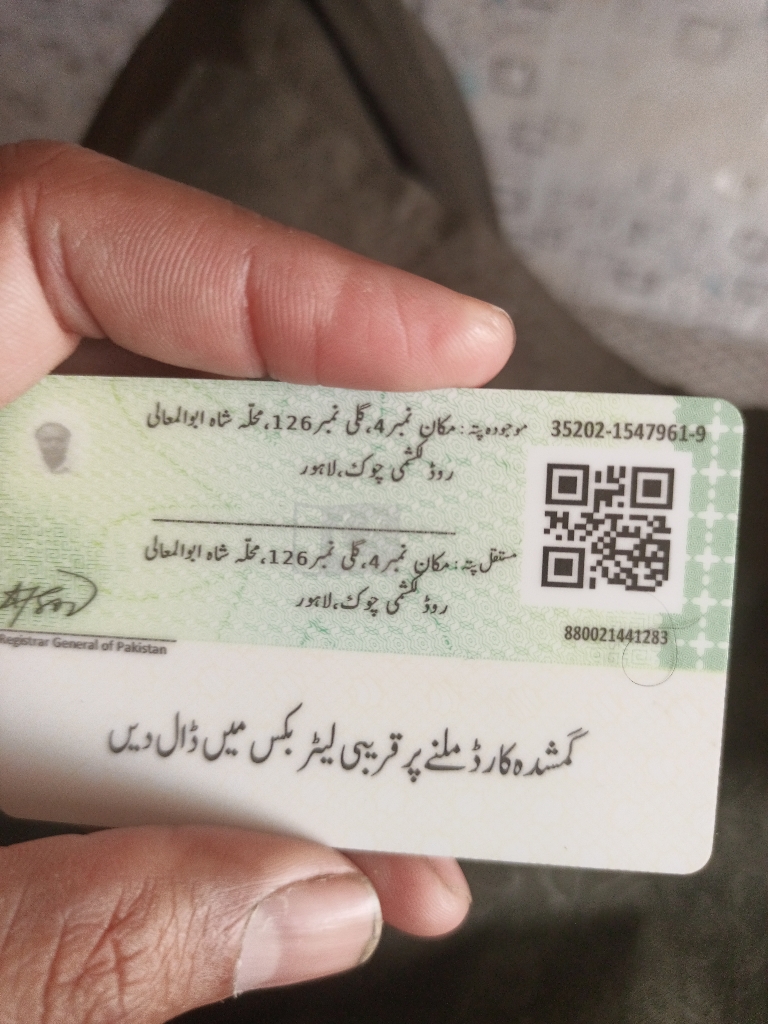 35202-1547961-9
موجودہ پتہ: مکان نمبر 4، گلی نمبر 126، محلّہ شاہ ابوالمعالی
روڈ لکشمی چوک، لاہور
مستقل پتہ: مکان نمبر 4، گلی نمبر 126، محلّہ شاہ ابوالمعالی
روڈ لکشمی چوک، لاہور
880021441283
Registrar General of Pakistan
گمشدہ کارڈ ملنے پر قریبی لیٹر بکس میں ڈال دیں